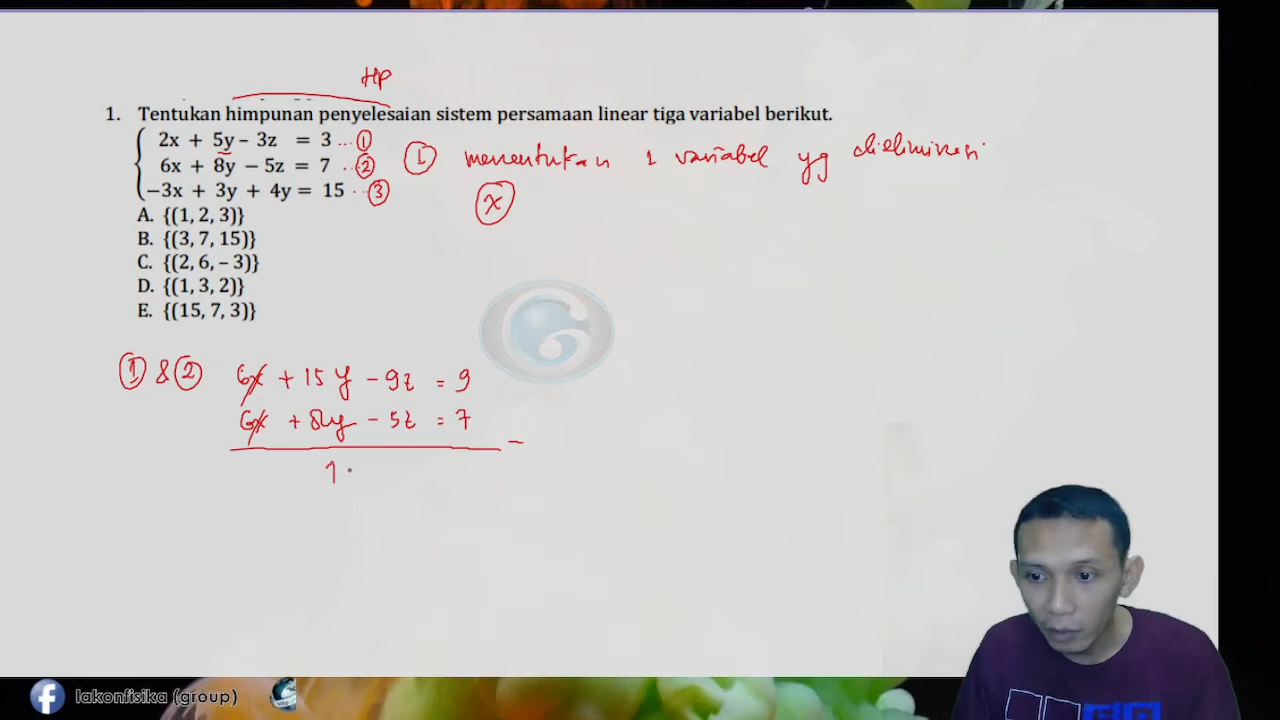 HP
1. Tentukan himpunan penyelesaian sistem persamaan linear tiga variabel berikut.
2x + 5y – 3z = 3 ... ①
6x + 8y – 5z = 7 .. ②
−3x + 3y + 4y = 15 .. ③
① menentukan 1 variabel yg dieliminasi
x
A. {(1, 2, 3)}
B. {(3, 7, 15)}
C. {(2, 6, – 3)}
D. {(1, 3, 2)}
E. {(15, 7, 3)}
① & ② 6x + 15y - 9z = 9
6x + 8y - 5z = 7
-
lakonfisika (group)